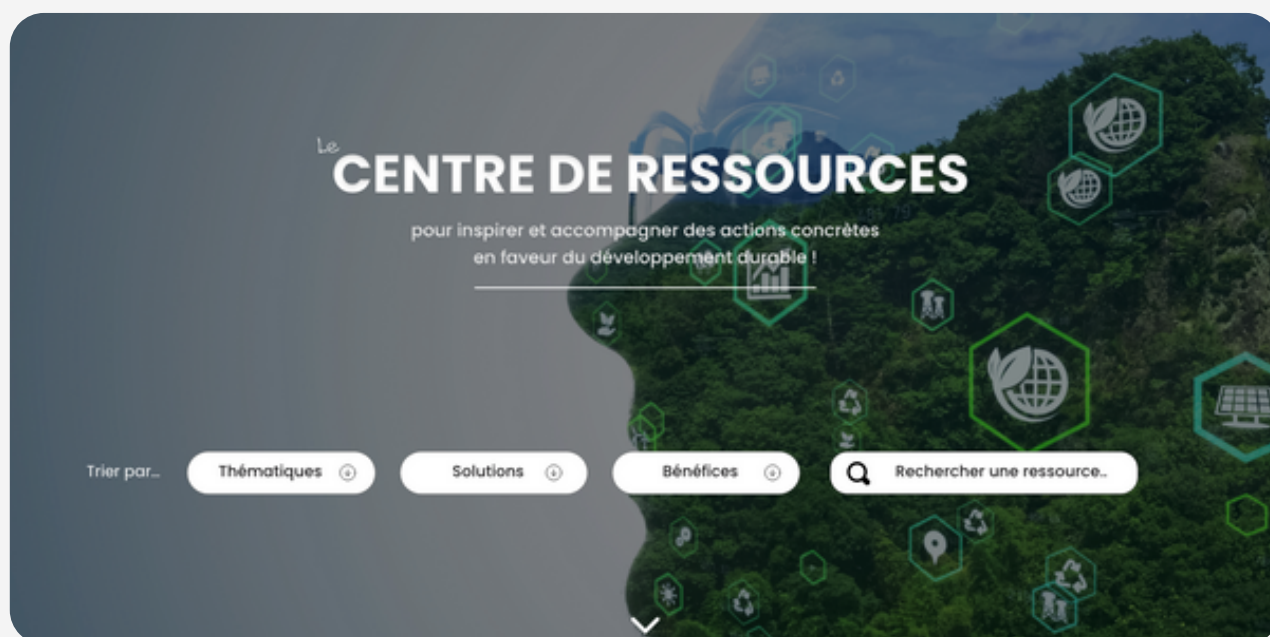 Le
CENTRE DE RESSOURCES
pour inspirer et accompagner des actions concrètes
en faveur du développement durable !
Trier par... Thématiques Solutions Bénéfices Rechercher une ressource..